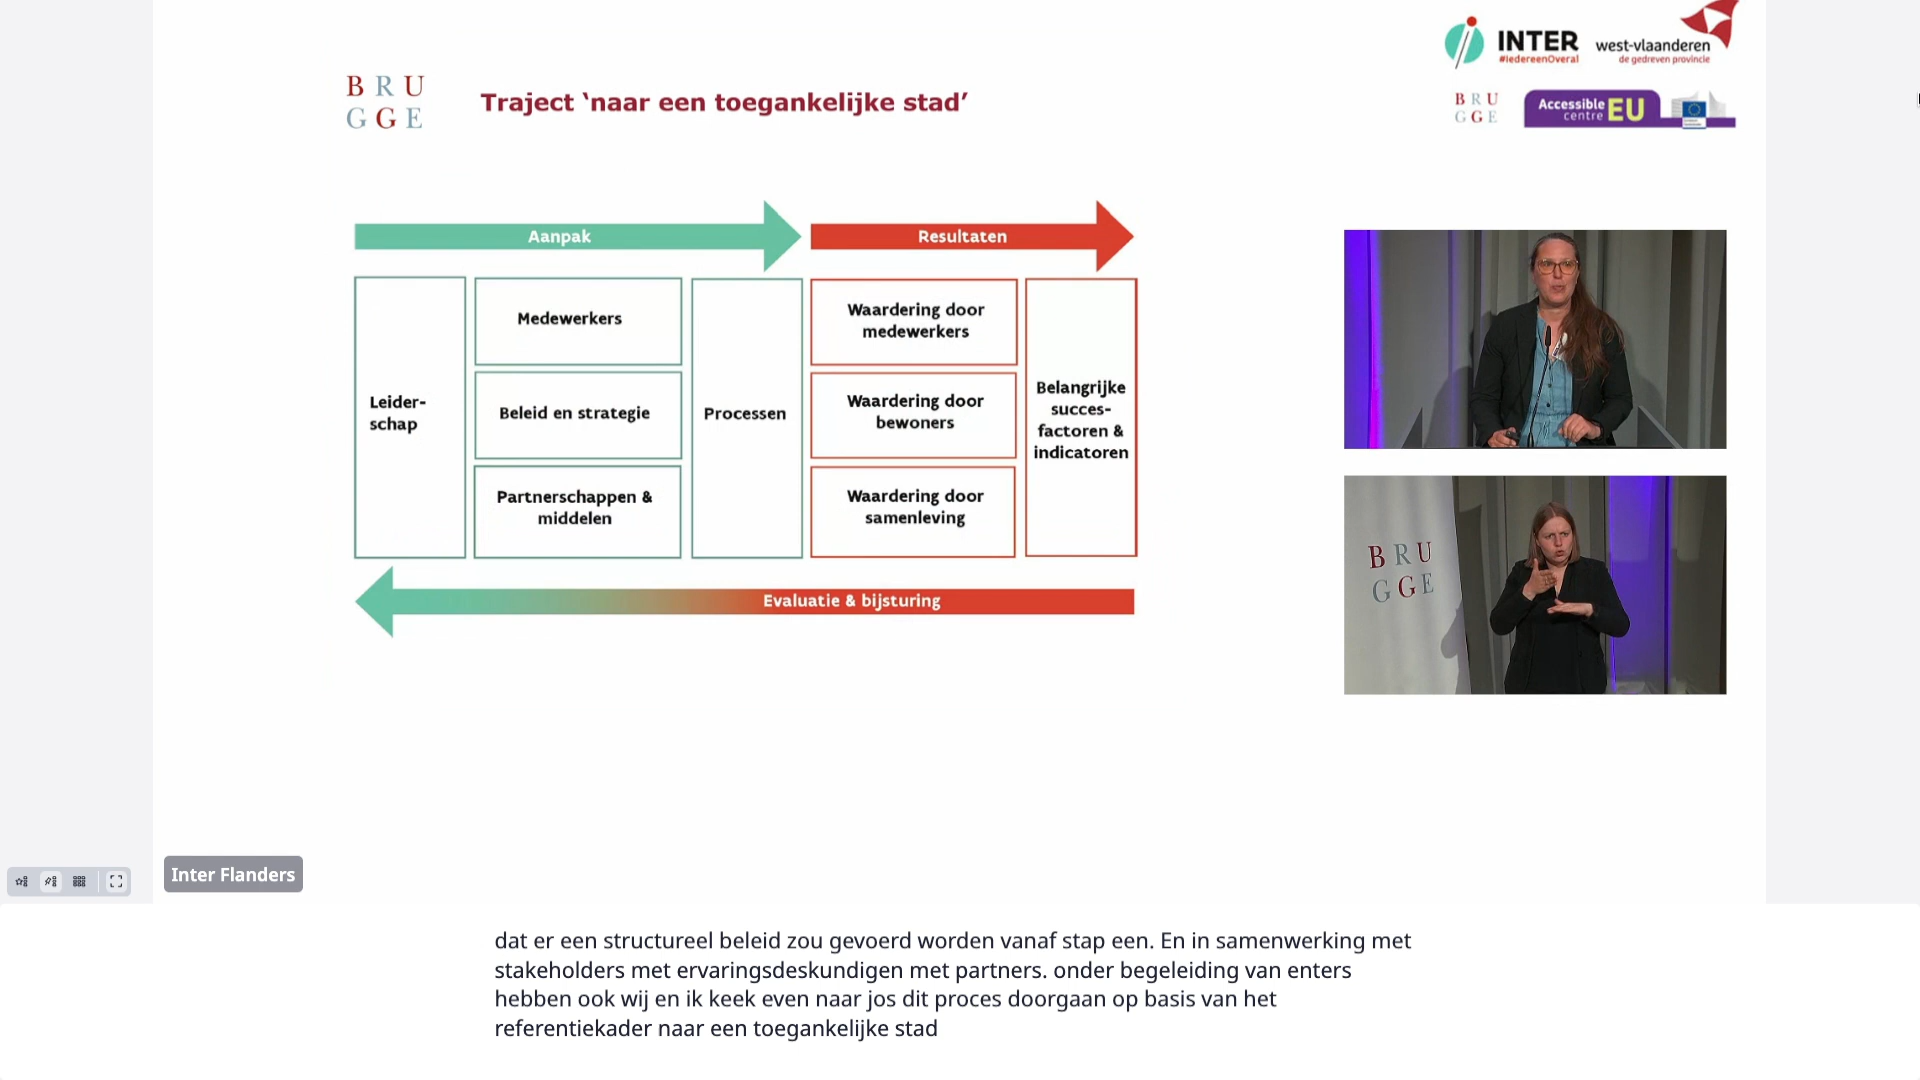 BRU
GGE
Traject ‘naar een toegankelijke stad’
INTER
#IedereenOveral
west-vlaanderen
de gedreven provincie
BRU
GGE
Accessible
centre
EU
Aanpak
Resultaten
Leider-
schap
Medewerkers
Beleid en strategie
Partnerschappen &
middelen
Processen
Waardering door
medewerkers
Waardering door
bewoners
Waardering door
samenleving
Belangrijke
succes-
factoren &
indicatoren
Evaluatie & bijsturing
BRU
GGE
Inter Flanders
dat er een structureel beleid zou gevoerd worden vanaf stap een. En in samenwerking met
stakeholders met ervaringsdeskundigen met partners. onder begeleiding van enters
hebben ook wij en ik keek even naar jos dit proces doorgaan op basis van het
referentiekader naar een toegankelijke stad